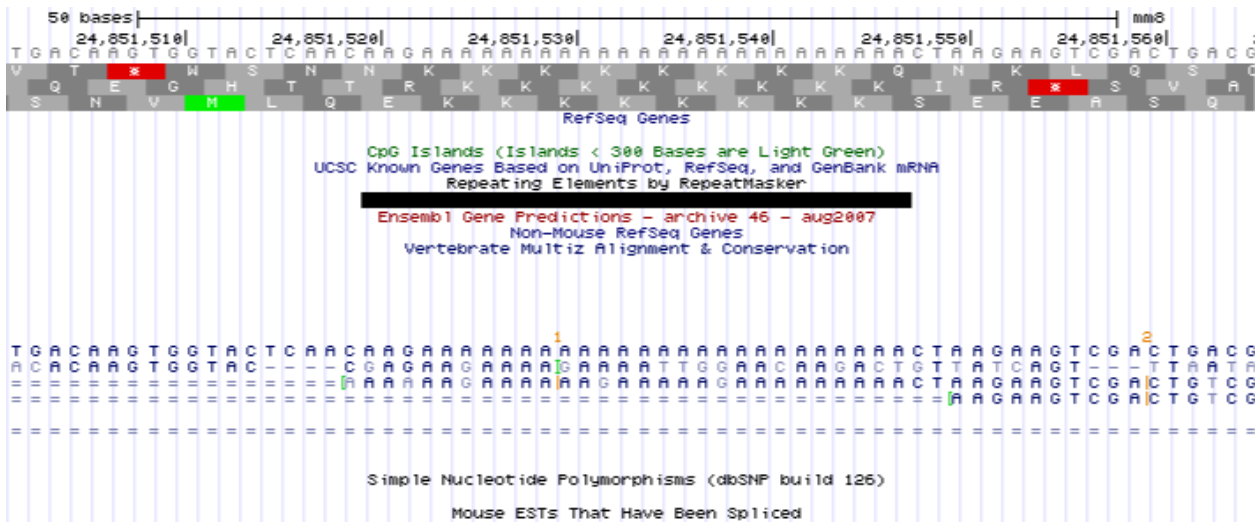 50 bases mm8
24,851,510| 24,851,520| 24,851,530| 24,851,540| 24,851,550| 24,851,560|
T G A C A A G T G G T A C T C A A C A A G A A A A A A A A A A A A A A A A A A A A A A A A A C T A A G A A G T C G A C T G A C G
V T * W S N N K K K K K K K K Q N K L Q S
Q E G H T T R K K K K K K K K I R * S V A
S N V M L Q E K K K K K K K K S E E A S Q
RefSeq Genes
CpG Islands (Islands < 300 Bases are Light Green)
UCSC Known Genes Based on UniProt, RefSeq, and GenBank mRNA
Repeating Elements by RepeatMasker
Ensembl Gene Predictions - archive 46 - aug2007
Non-Mouse RefSeq Genes
Vertebrate Multiz Alignment & Conservation
1 2
T G A C A A G T G G T A C T C A A C A A G A A A A A A A A A A A A A A A A A A A A A A A A A C T A A G A A G T C G A C T G A C G
A C A C A A G T G G T A C - - - - C G A G A A G A A A A G A A A A T T G G A A C A A G A C T G T T A T C A G T - - - T T A A T A
= = = = = = = = = = = = = = = = = A A A A A G A A A A A A A G A A A A A G A A A A A A A A A C T A A G A A G T C G A C T G T C G
= = = = = = = = = = = = = = = = = = = = = = = = = = = = = = = = = = = = = = = = = = = = = = = = A A G A A G T C G A C T G T C G
= = = = = = = = = = = = = = = = = = = = = = = = = = = = = = = = = = = = = = = = = = = = = = = = = = = = = = = = = = = = = = = =
Simple Nucleotide Polymorphisms (dbSNP build 126)
Mouse ESTs That Have Been Spliced